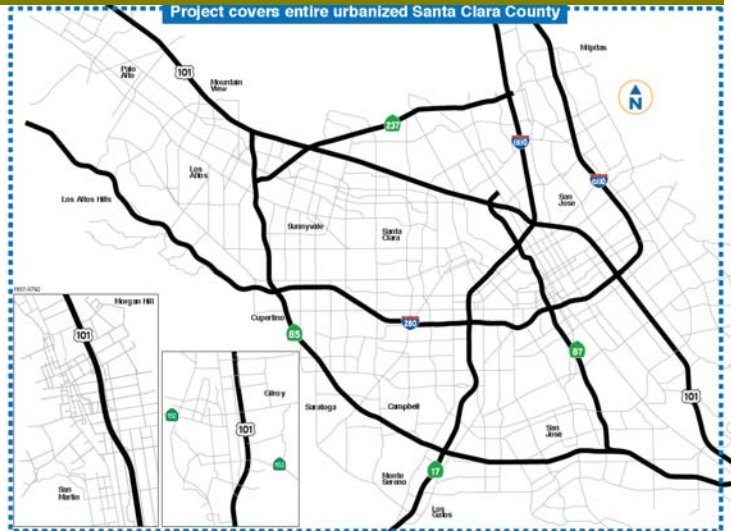 Project covers entire urbanized Santa Clara County
Milpitas
Palo
Alto
101
Mountain
View
N
237
880
Los
Altos
680
Los Altos Hills
San
Jose
Sunnyvale
Santa
Clara
Morgan Hill
101
Cupertino
85
280
87
Gilroy
152
101
152
Saratoga
Campbell
101
San
Jose
17
Monte
Sereno
San
Martin
Los
Gatos